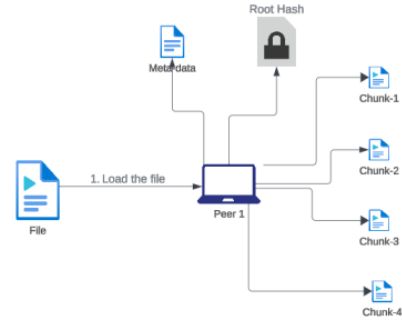 Root Hash
Meta data
Chunk-1
1. Load the file
Chunk-2
Peer 1
File
Chunk-3
Chunk-4